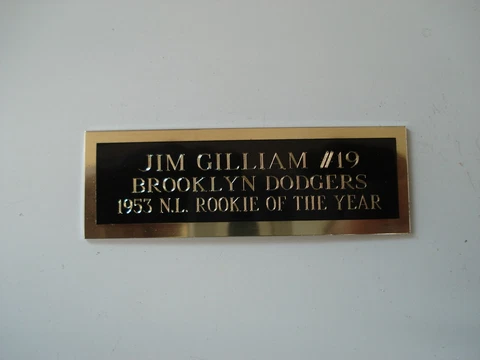 JIM GILLIAM #19
BROOKLYN DODGERS
1953 N.L. ROOKIE OF THE YEAR